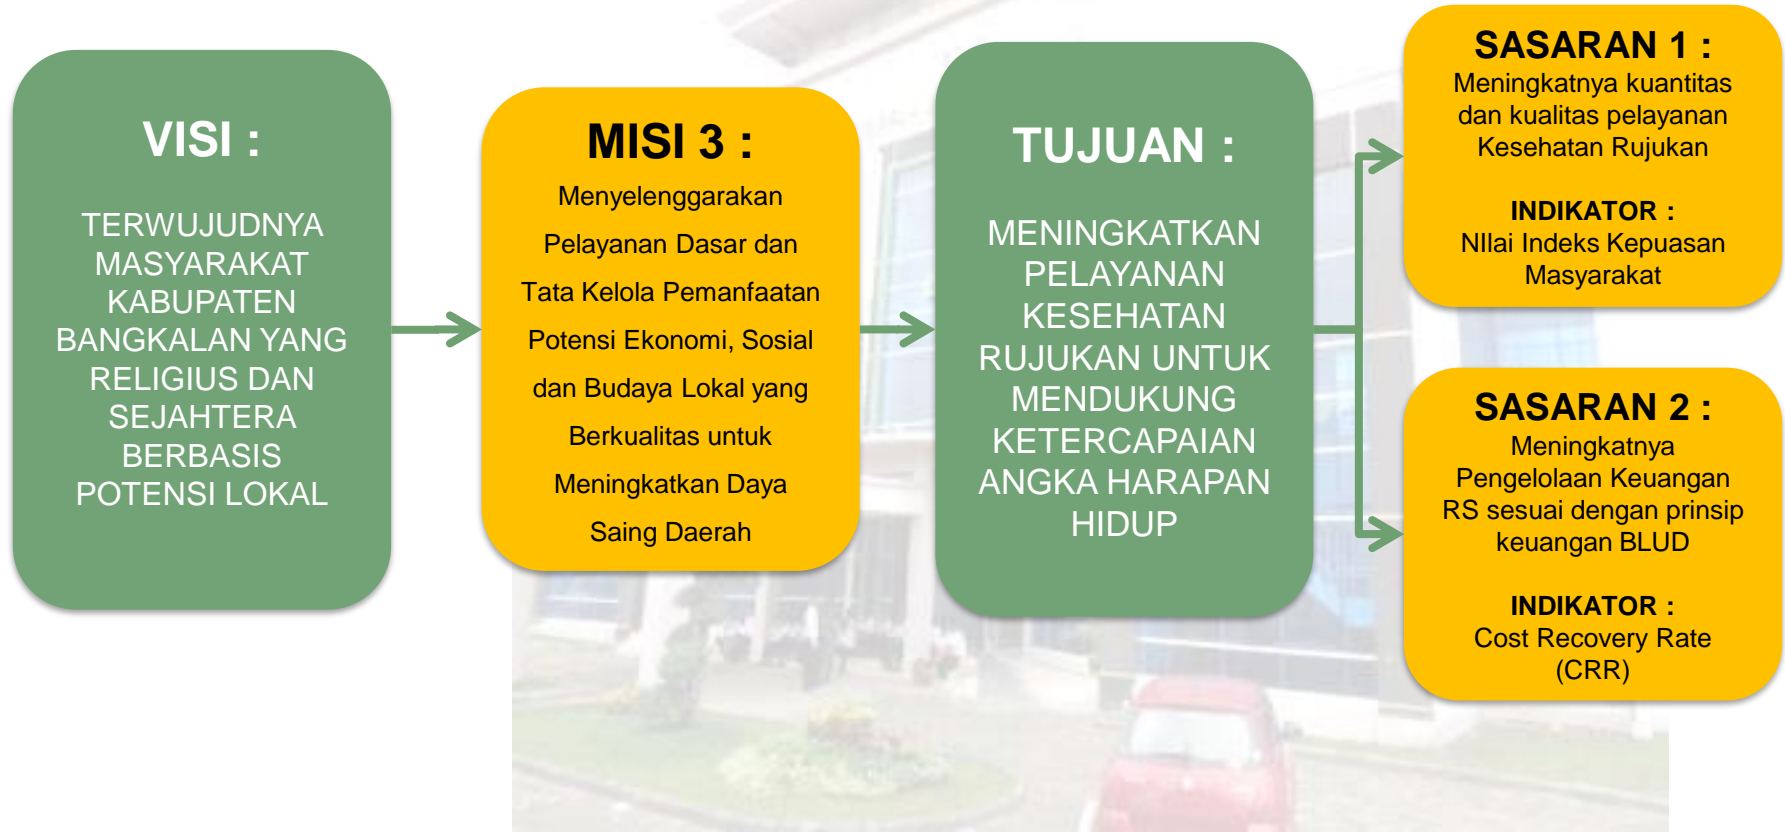 VISI :
TERWUJUDNYA
MASYARAKAT
KABUPATEN
BANGKALAN YANG
RELIGIUS DAN
SEJAHTERA
BERBASIS
POTENSI LOKAL
MISI 3 :
Menyelenggarakan
Pelayanan Dasar dan
Tata Kelola Pemanfaatan
Potensi Ekonomi, Sosial
dan Budaya Lokal yang
Berkualitas untuk
Meningkatkan Daya
Saing Daerah
TUJUAN :
MENINGKATKAN
PELAYANAN
KESEHATAN
RUJUKAN UNTUK
MENDUKUNG
KETERCAPAIAN
ANGKA HARAPAN
HIDUP
SASARAN 1 :
Meningkatnya kuantitas
dan kualitas pelayanan
Kesehatan Rujukan
INDIKATOR :
NIlai Indeks Kepuasan
Masyarakat
SASARAN 2 :
Meningkatnya
Pengelolaan Keuangan
RS sesuai dengan prinsip
keuangan BLUD
INDIKATOR :
Cost Recovery Rate
(CRR)